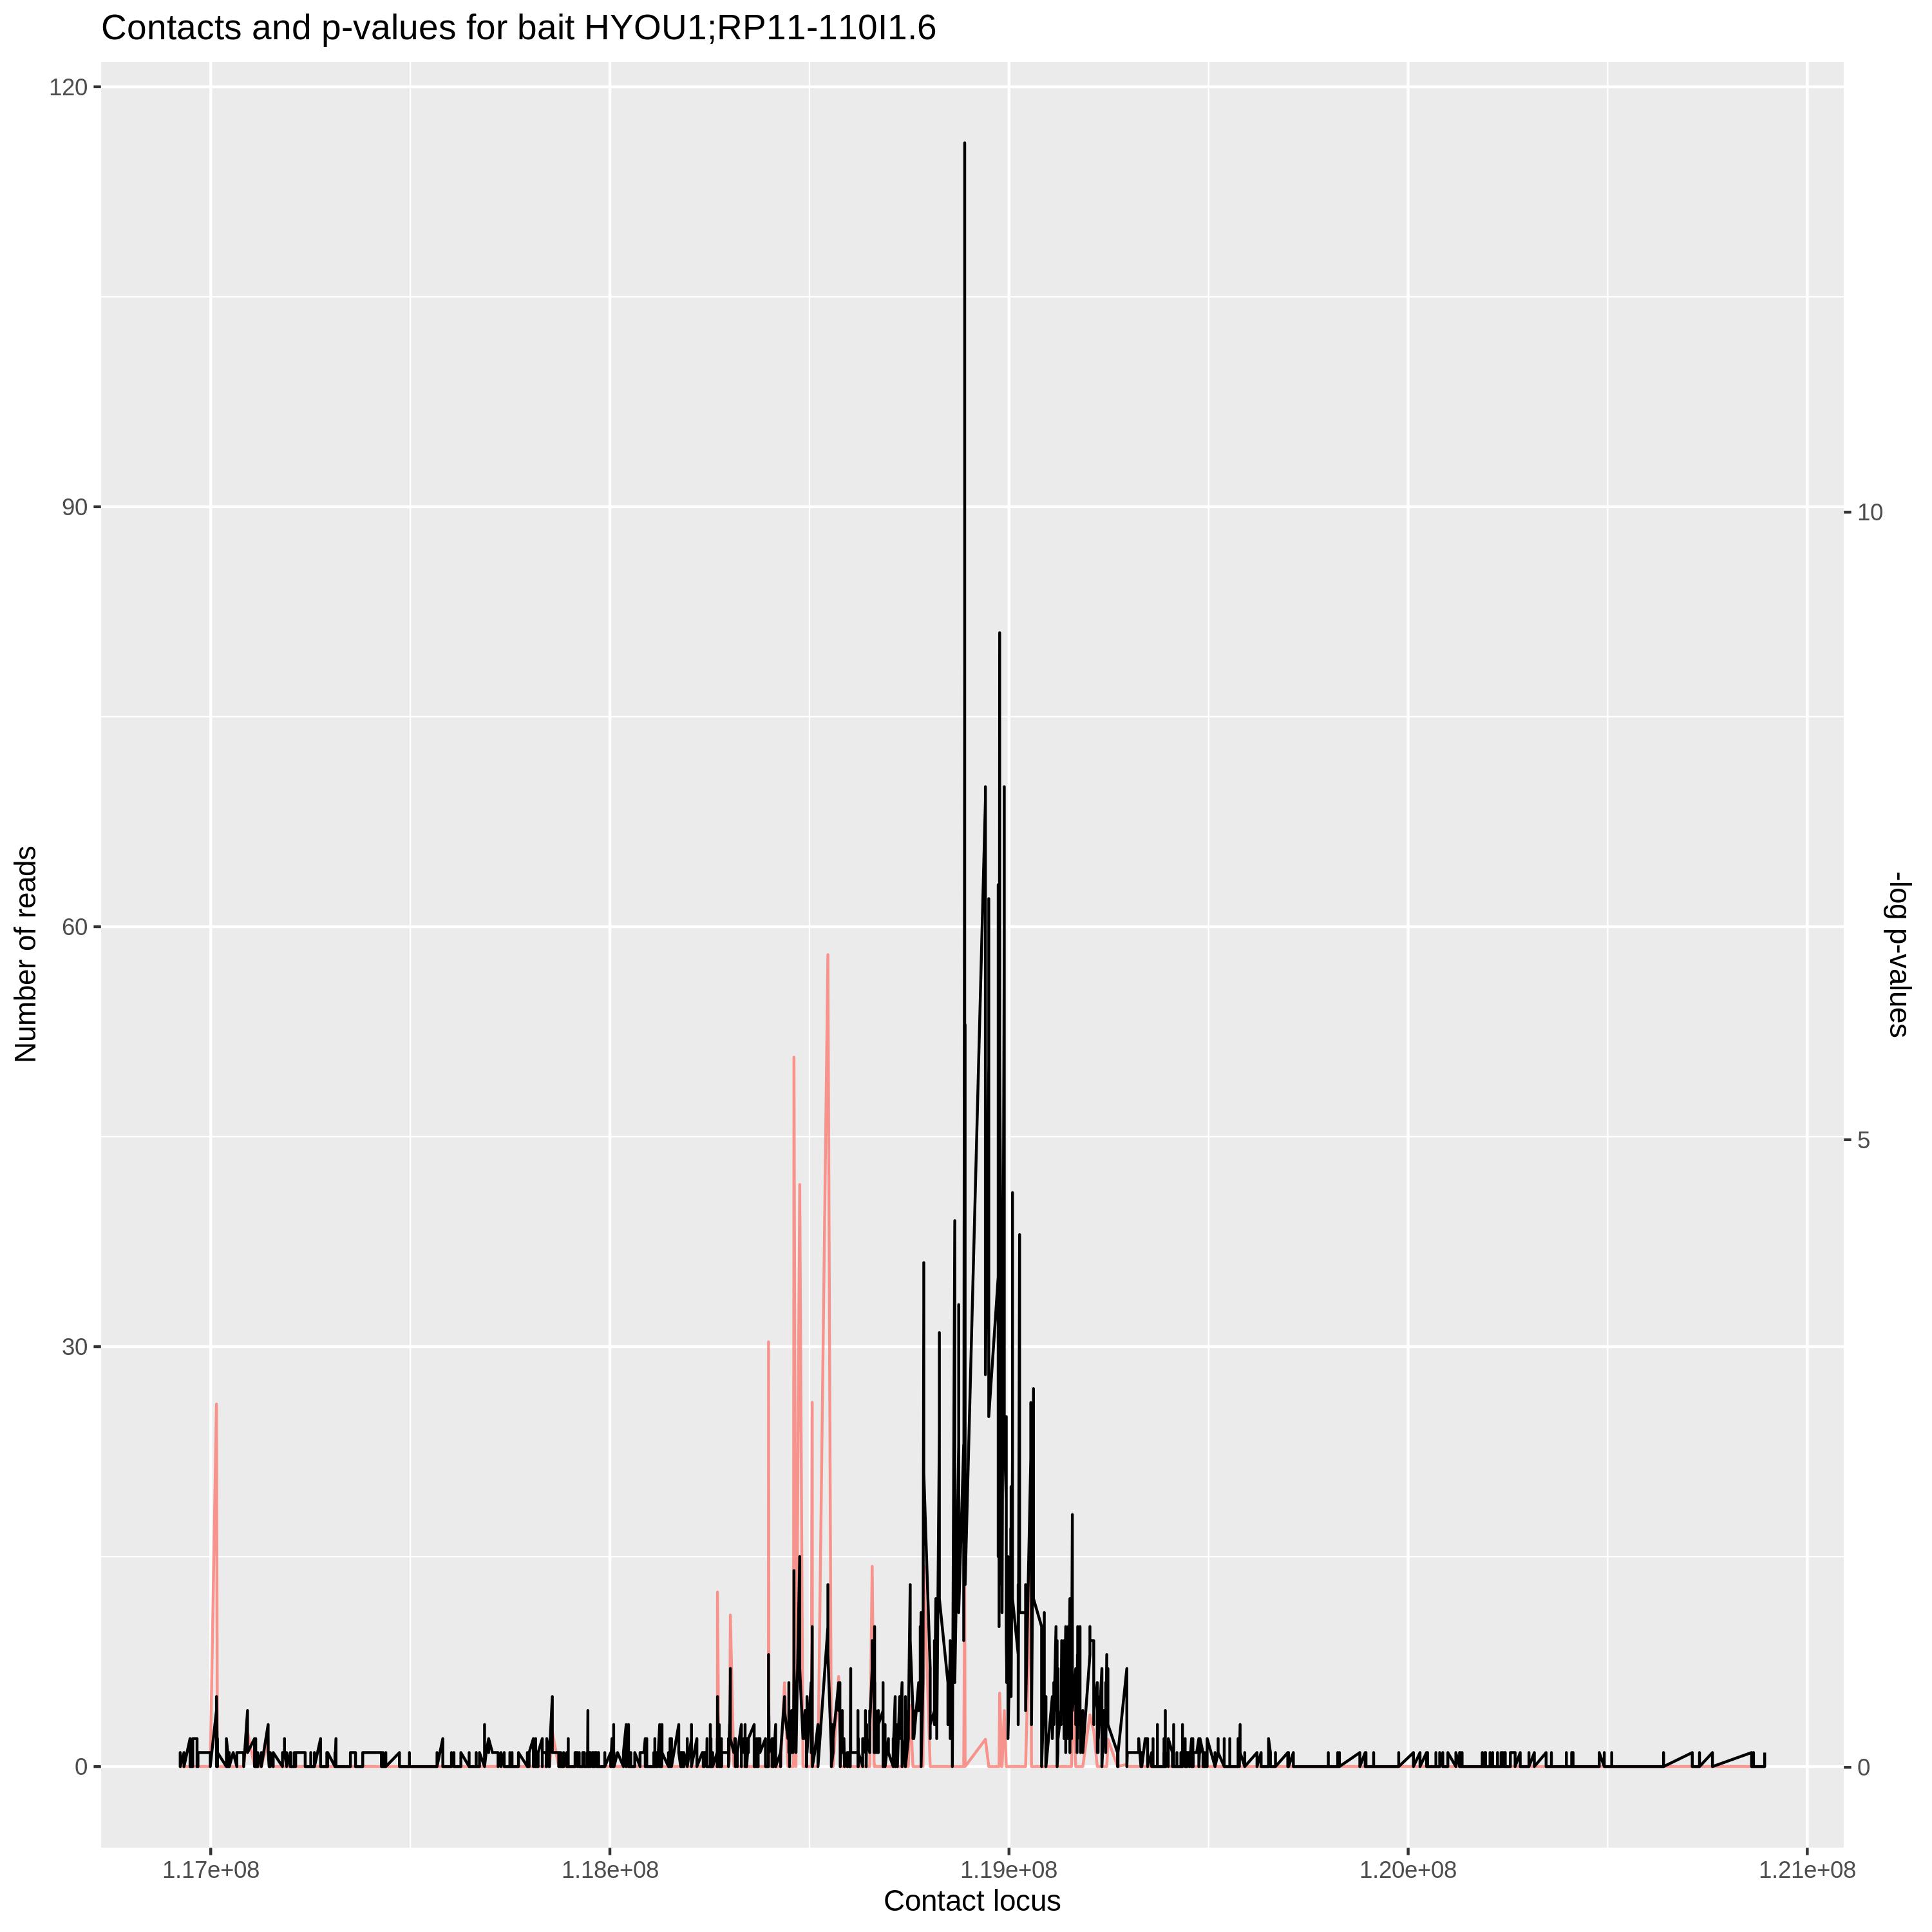 Contacts and p-values for bait HYOU1;RP11-110I1.6
120
90
60
30
0
Number of reads
10
5
0
-log p-values
1.17e+08
1.18e+08
1.19e+08
1.20e+08
1.21e+08
Contact locus